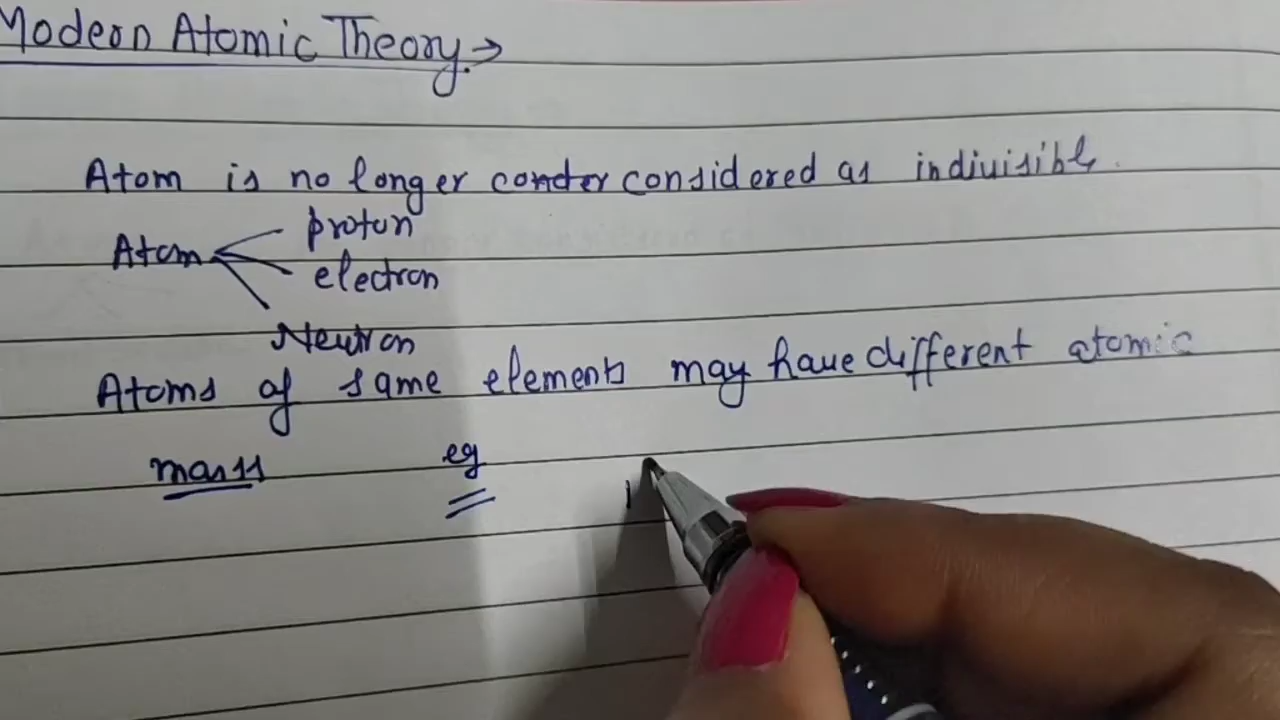 Modern Atomic Theory →
Atom is no longer conder considered as indivisible.
Atom proton
electron
Neutron
Atoms of same elements may have different atomic
mass eg